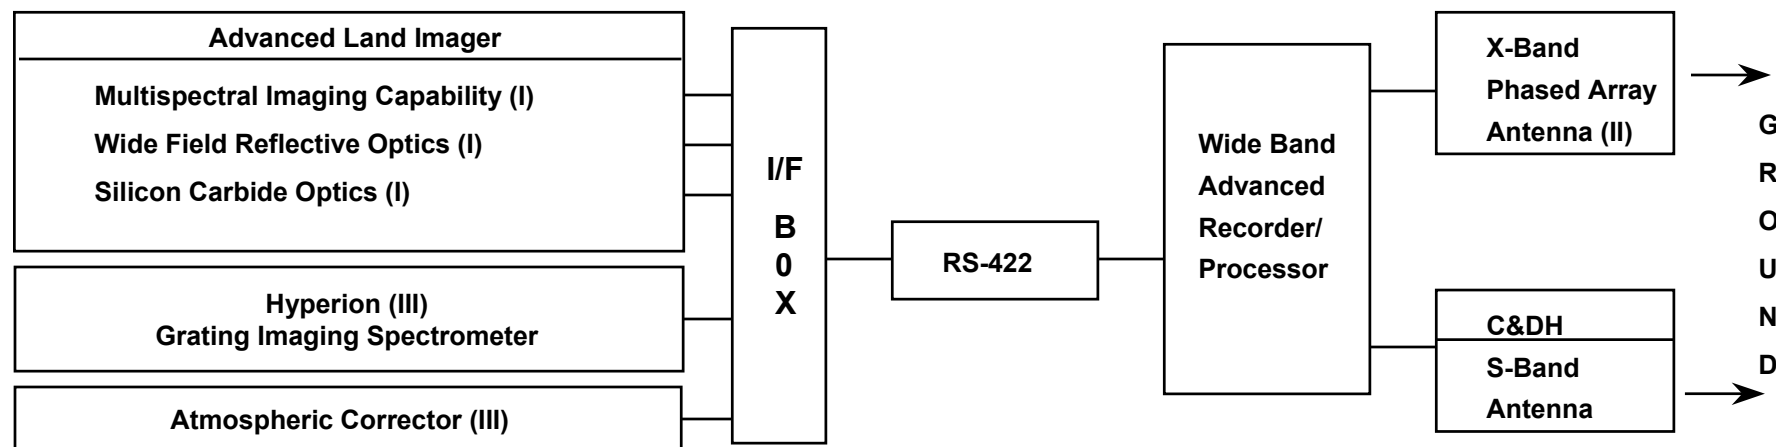 Advanced Land Imager
Multispectral Imaging Capability (I)
Wide Field Reflective Optics (I)
Silicon Carbide Optics (I)
Hyperion (III)
Grating Imaging Spectrometer
Atmospheric Corrector (III)
I/F
B
0
X
RS-422
Wide Band
Advanced
Recorder/
Processor
X-Band
Phased Array
Antenna (II)
C&DH
S-Band
Antenna
G
R
O
U
N
D